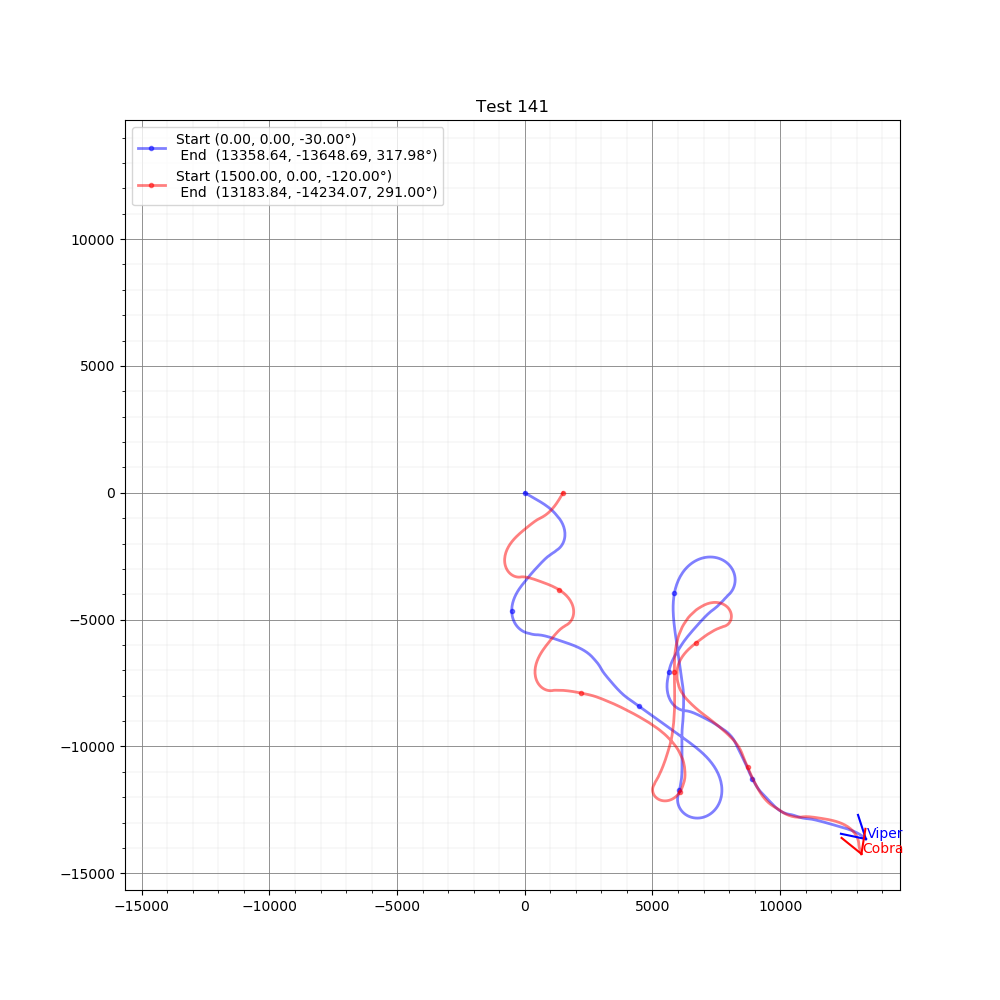 Test 141
Start (0.00, 0.00, -30.00°)
End  (13358.64, -13648.69, 317.98°)
Start (1500.00, 0.00, -120.00°)
End  (13183.84, -14234.07, 291.00°)
10000
5000
0
−5000
−10000
−15000
Viper
Cobra
−15000 −10000 −5000 0 5000 10000